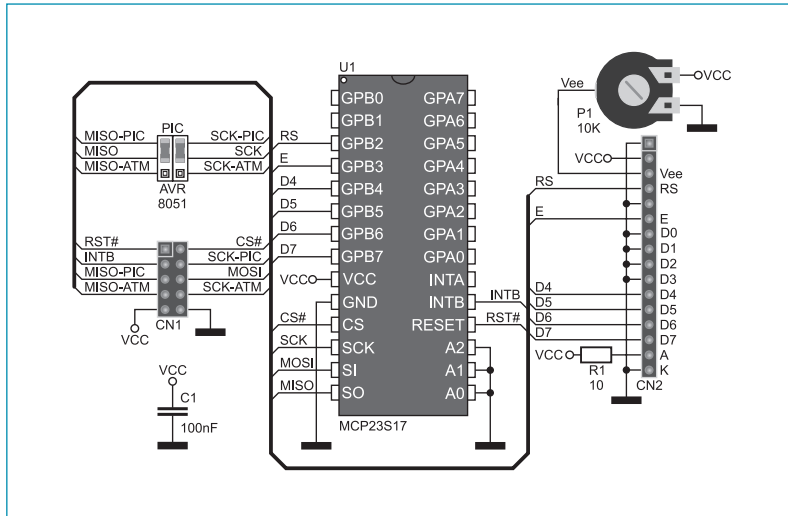 U1
GPB0 GPA7
GPB1 GPA6
GPB2 GPA5
GPB3 GPA4
GPB4 GPA3
GPB5 GPA2
GPB6 GPA1
GPB7 GPA0
VCC INTA
GND INTB
CS RESET
SCK A2
SI A1
SO A0
MCP23S17
PIC
MISO-PIC SCK-PIC
MISO SCK
MISO-ATM SCK-ATM
AVR
8051
RST# CS#
INTB SCK-PIC
MISO-PIC MOSI
MISO-ATM SCK-ATM
CN1
VCC
VCC
C1
100nF
RS
E
D4
D5
D6
D7
VCC
CS#
SCK
MOSI
MISO
INTB
RST#
Vee
VCC
P1
10K
VCC
Vee
RS RS
E E
D0
D1
D2
D3
D4 D4
D5 D5
D6 D6
D7 D7
VCC A
R1
10
K
CN2